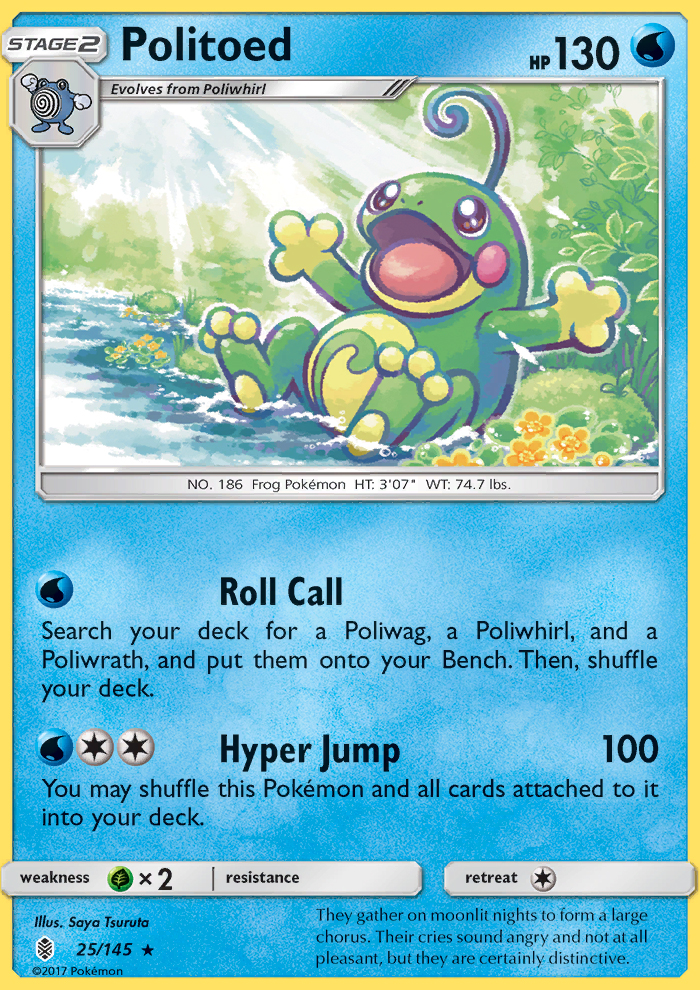 STAGE 2
Politoed
HP 130
Evolves from Poliwhirl
NO. 186 Frog Pokémon HT: 3'07" WT: 74.7 lbs.
Roll Call
Search your deck for a Poliwag, a Poliwhirl, and a
Poliwrath, and put them onto your Bench. Then, shuffle
your deck.
Hyper Jump 100
You may shuffle this Pokémon and all cards attached to it
into your deck.
weakness ×2 resistance retreat
Illus. Saya Tsuruta
25/145 ★
©2017 Pokémon
They gather on moonlit nights to form a large
chorus. Their cries sound angry and not at all
pleasant, but they are certainly distinctive.